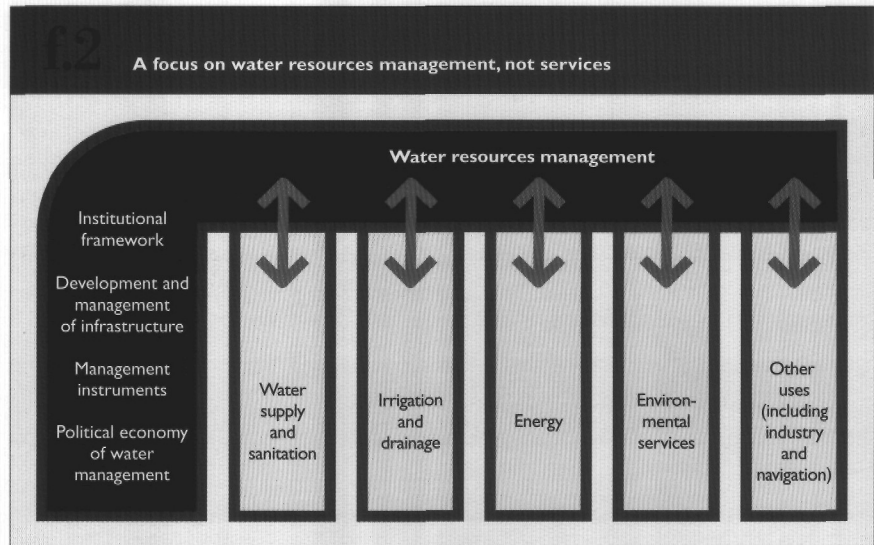 f.2
A focus on water resources management, not services
Water resources management
Institutional
framework
Development and
management
of infrastructure
Management
instruments
Political economy
of water
management
Water
supply
and
sanitation
Irrigation
and
drainage
Energy
Environ-
mental
services
Other
uses
(including
industry
and
navigation)